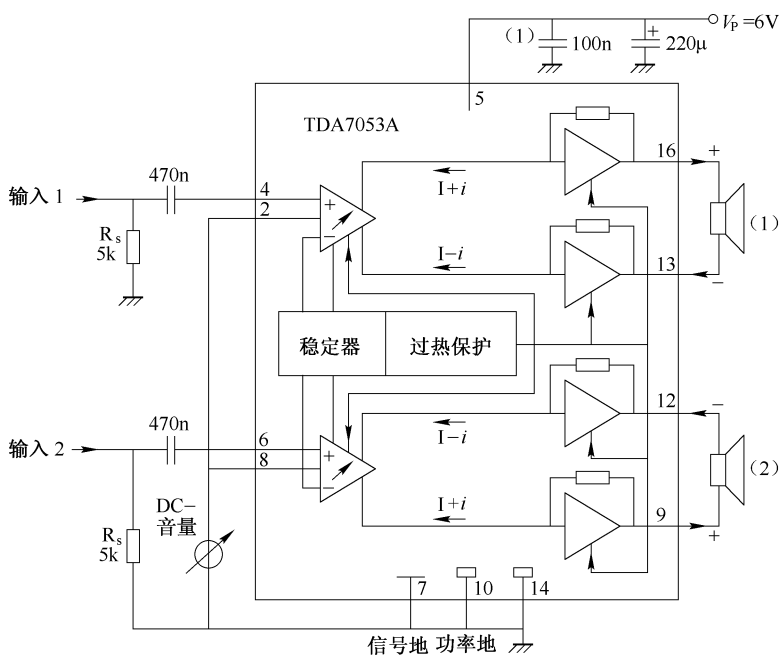 (1)
100n
+
220μ
V_P=6V
5
TDA7053A
16
+
输入 1
470n
4
2
+
−
I+i
(1)
R_s
5k
I−i
13
−
稳定器
过热保护
12
−
输入 2
470n
6
8
+
−
I−i
(2)
DC−
音量
R_s
5k
I+i
9
+
7
10
14
信号地
功率地